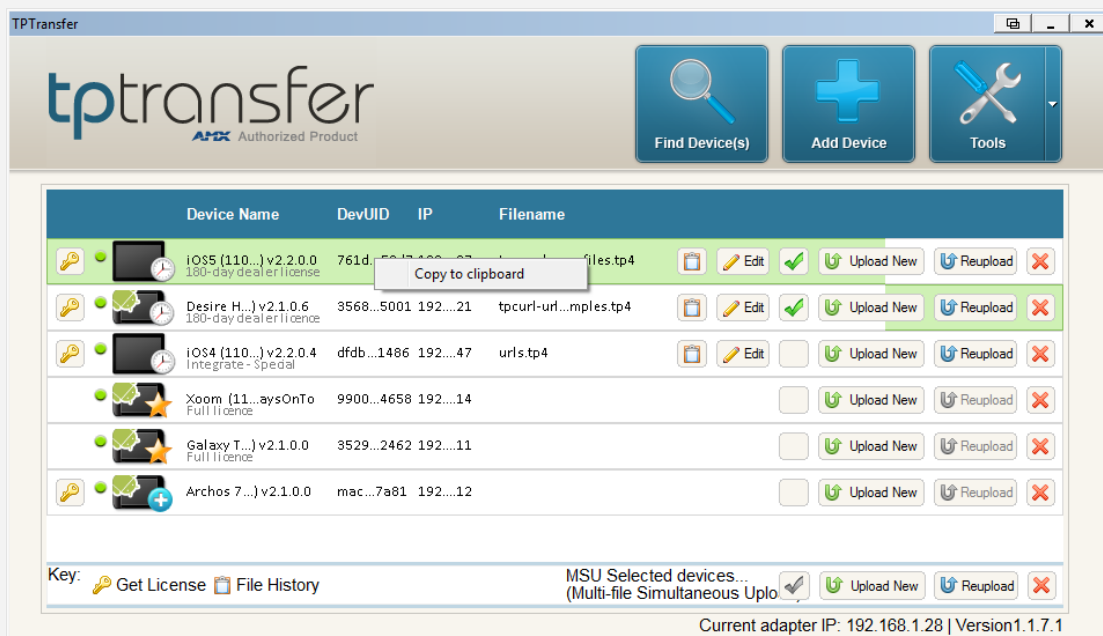 TPTransfer
tptransfer
AMX Authorized Product
Find Device(s)
Add Device
Tools
Device Name DevUID IP Filename
iOS5 (110...) v2.2.0.0 761d... files.tp4 Edit Upload New Reupload
180-day dealer license
Copy to clipboard
Desire H...) v2.1.0.6 3568...5001 192....21 tpcurl-url...mples.tp4 Edit Upload New Reupload
180-day dealer licence
iOS4 (110...) v2.2.0.4 dfdb...1486 192....47 urls.tp4 Edit Upload New Reupload
Integrate - Special
Xoom (11...aysOnTo 9900...4658 192....14 Upload New Reupload
Full licence
Galaxy T...) v2.1.0.0 3529...2462 192....11 Upload New Reupload
Full licence
Archos 7...) v2.1.0.0 mac...7a81 192....12 Upload New Reupload
Key: Get License File History
MSU Selected devices... Upload New Reupload
(Multi-file Simultaneous Uplo
Current adapter IP: 192.168.1.28 | Version1.1.7.1